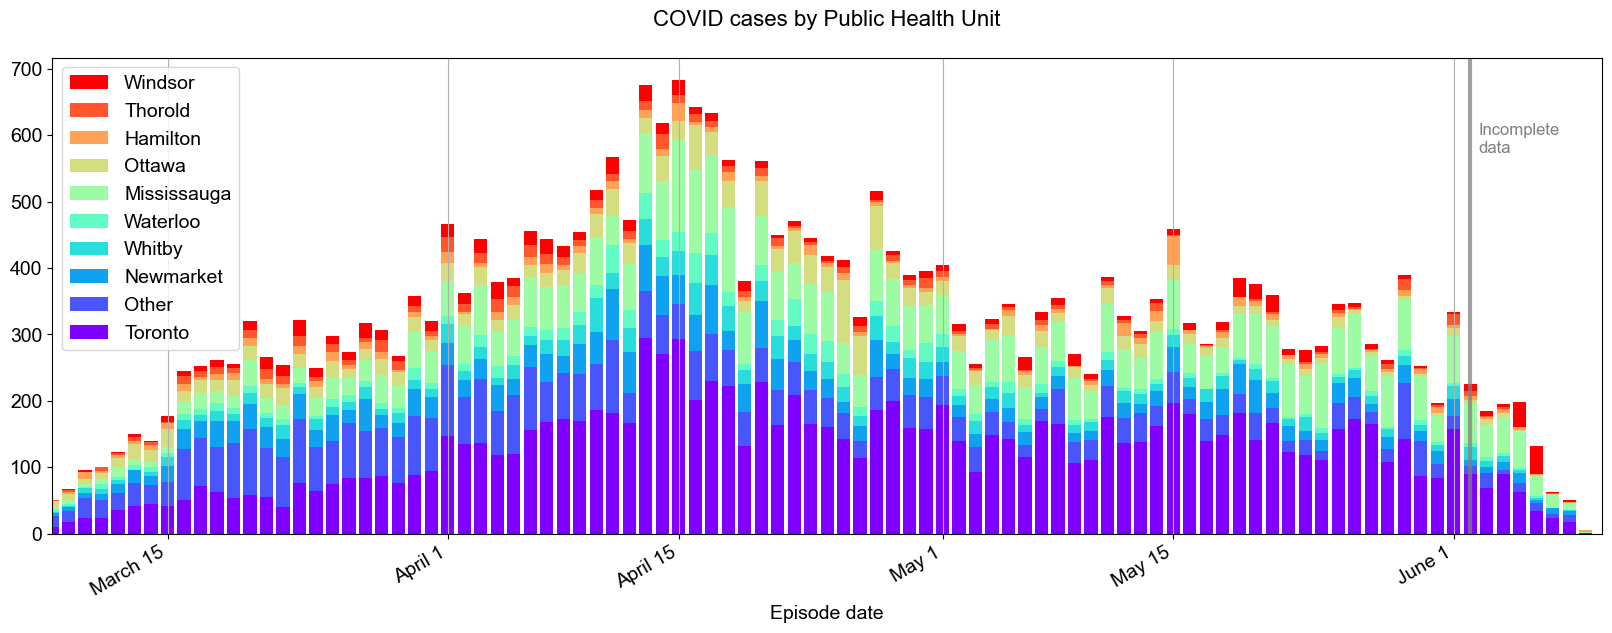 COVID cases by Public Health Unit
700
600
500
400
300
200
100
0
Windsor
Thorold
Hamilton
Ottawa
Mississauga
Waterloo
Whitby
Newmarket
Other
Toronto
Incomplete
data
March 15
April 1
April 15
May 1
May 15
June 1
Episode date